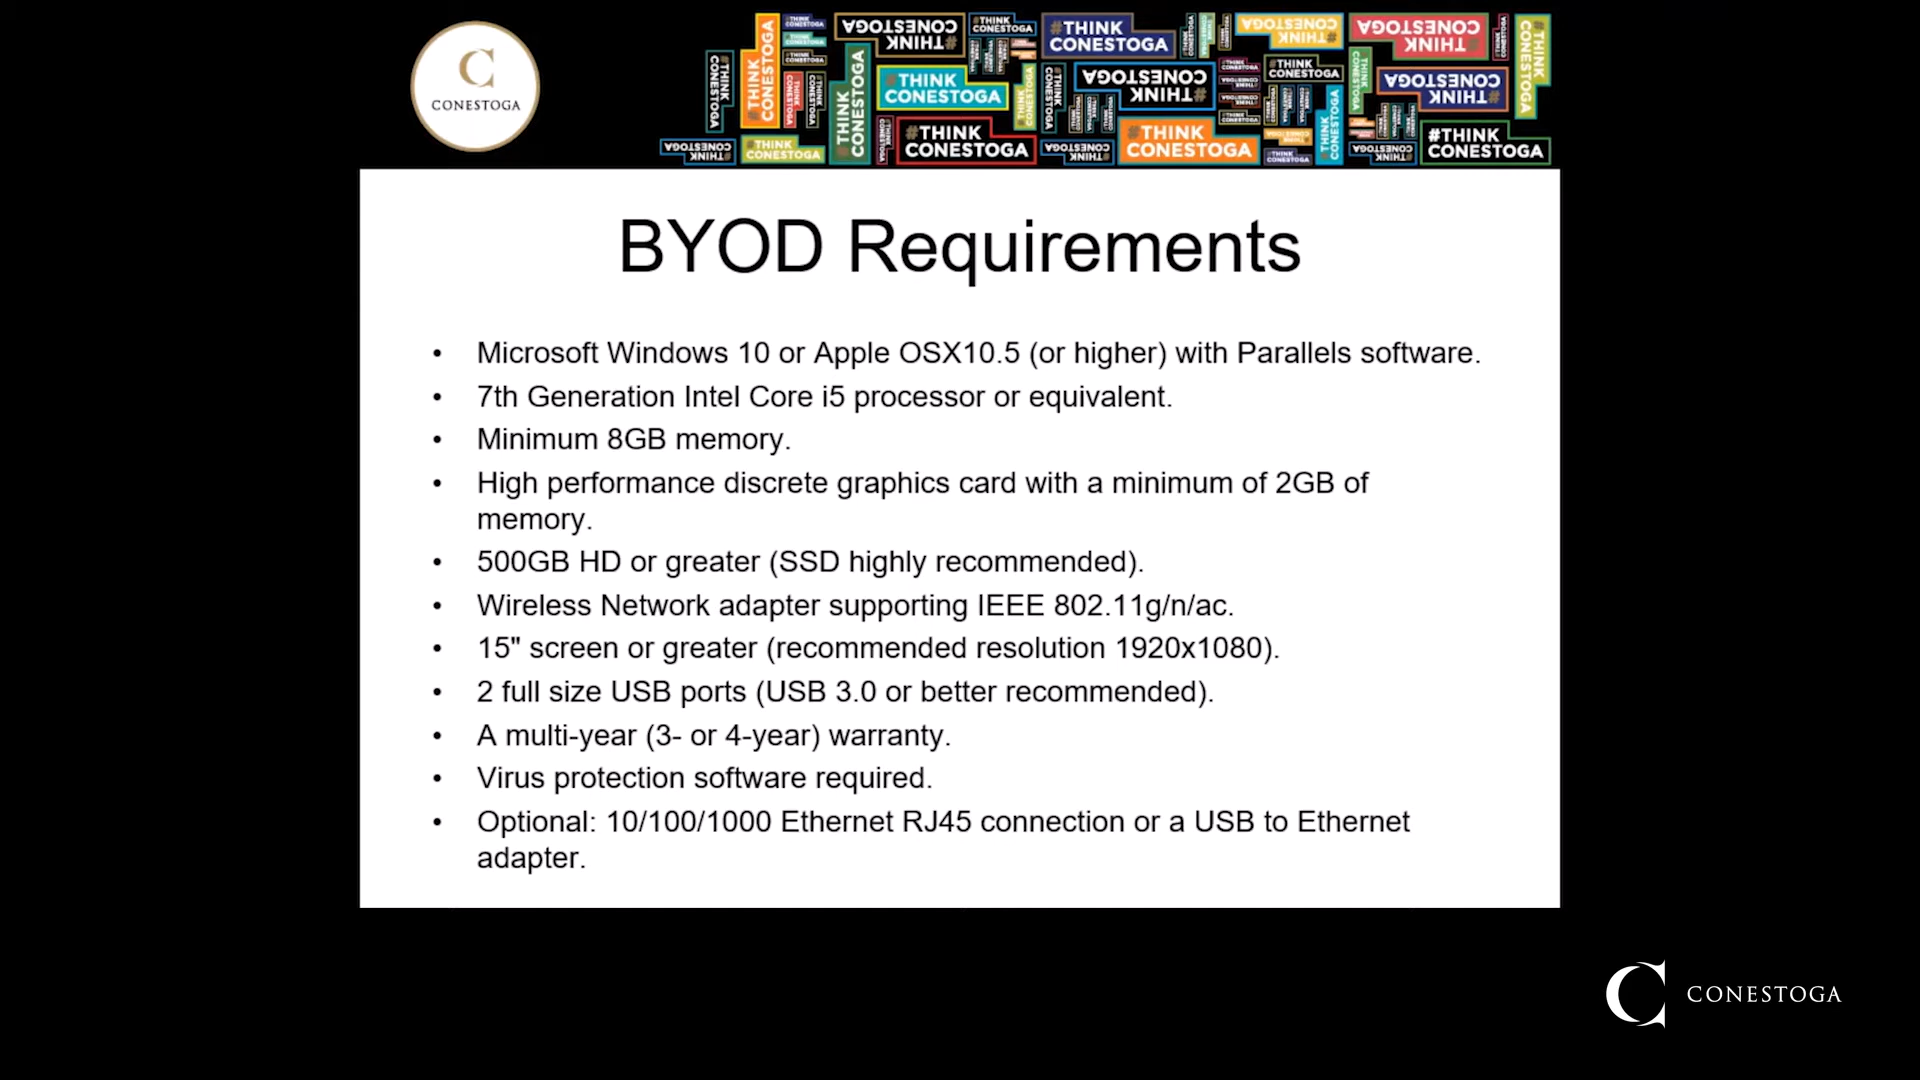 CONESTOGA
#THINK
CONESTOGA
BYOD Requirements
• Microsoft Windows 10 or Apple OSX10.5 (or higher) with Parallels software.
• 7th Generation Intel Core i5 processor or equivalent.
• Minimum 8GB memory.
• High performance discrete graphics card with a minimum of 2GB of
memory.
• 500GB HD or greater (SSD highly recommended).
• Wireless Network adapter supporting IEEE 802.11g/n/ac.
• 15" screen or greater (recommended resolution 1920x1080).
• 2 full size USB ports (USB 3.0 or better recommended).
• A multi-year (3- or 4-year) warranty.
• Virus protection software required.
• Optional: 10/100/1000 Ethernet RJ45 connection or a USB to Ethernet
adapter.
CONESTOGA